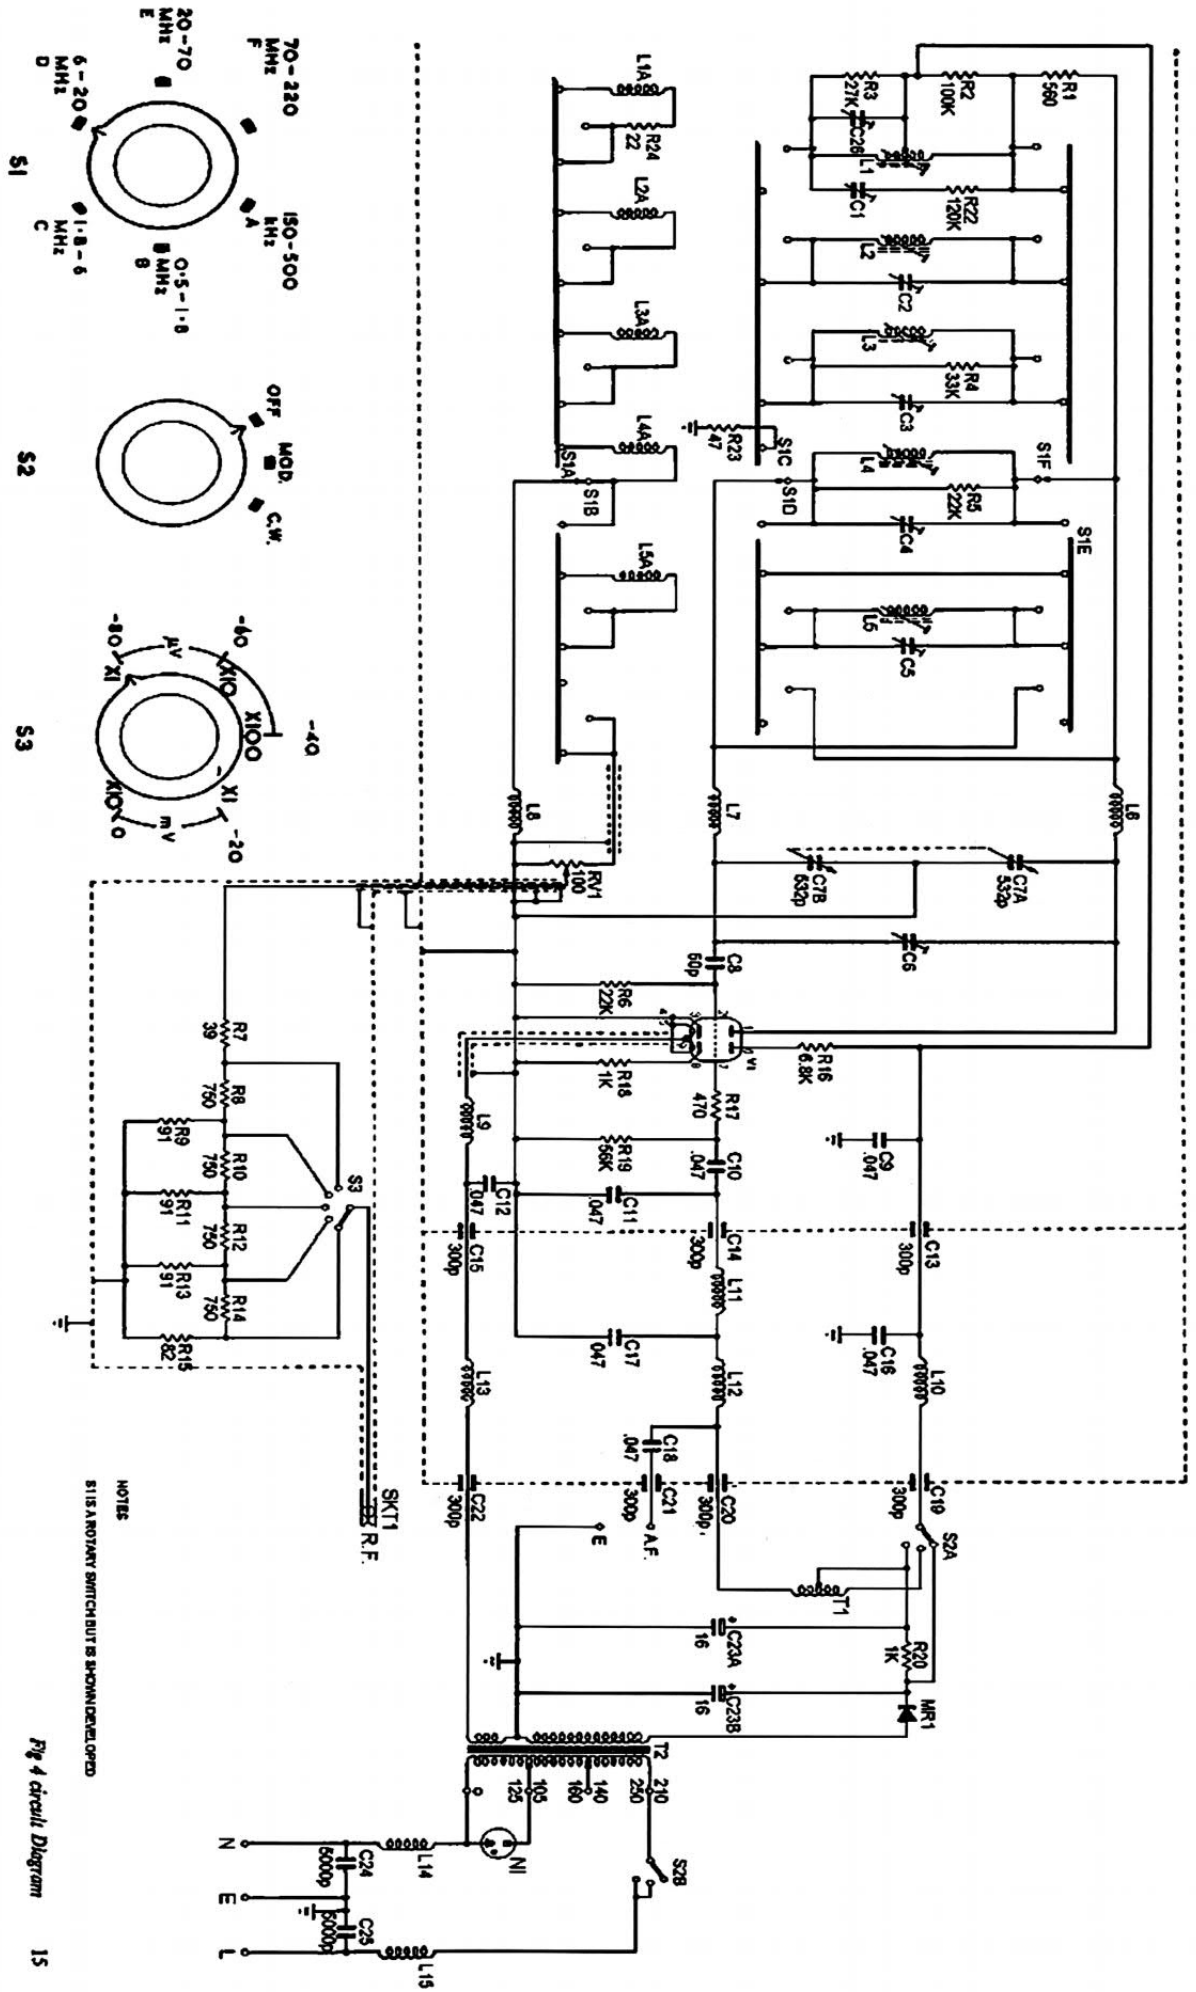 R1
560
R2
100K
R3
27K
C26
L1
C1
R22
120K
L2
C2
L3
R4
33K
C3
L4
R5
22K
C4
S1F
S1E
S1C
S1D
R23
47
L5
C5
L6
L7
C7A
532p
C7B
532p
C6
C8
50p
R6
22K
V1
R16
6.8K
R17
470
R18
1K
R19
56K
C9
.047
C10
.047
C11
.047
C12
.047
C13
300p
C14
300p
C15
300p
L9
L10
L11
L12
L13
C16
.047
C17
047
C18
.047
C19
300p
C20
300p
C21
300p
C22
300p
A.F.
E
S2A
T1
R20
1K
MR1
C23A
16
C23B
16
T2
210
250
140
160
105
125
0
S2B
NI
L14
L15
C24
5000p
C25
5000p
N
E
L
L1A
R24
22
L2A
L3A
L4A
S1A
S1B
L5A
L8
RV1
100
R7
39
R8
750
R9
91
R10
750
R11
91
R12
750
R13
91
R14
750
R15
82
S3
SKT1
R.F.
70-220
MHz
F
20-70
MHz
E
6-20
MHz
D
150-500
kHz
A
0·5-1·8
MHz
B
1·8-6
MHz
C
S1
OFF
MOD.
C.W.
S2
-80
-60
-40
-20
0
µV
mV
X1
X10
X100
X1
X10
S3
NOTES
S1 IS A ROTARY SWITCH BUT IS SHOWN DEVELOPED
Fig 4 circuit Diagram
15